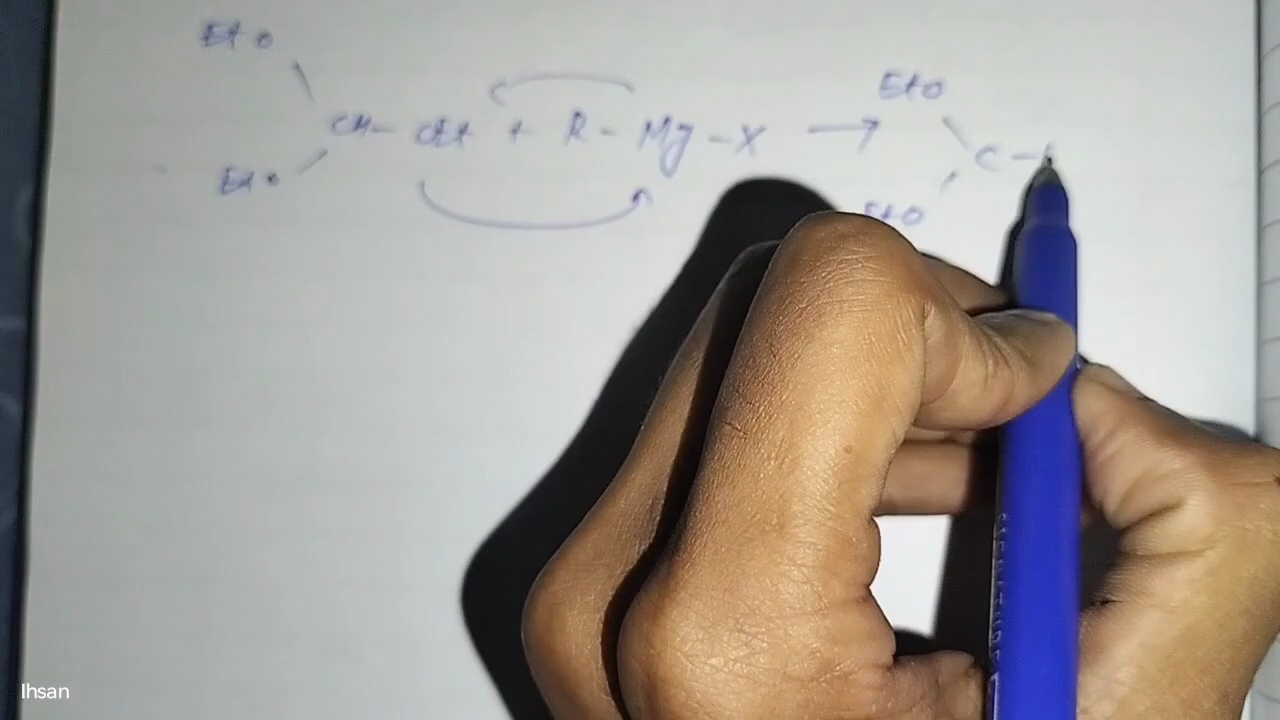 EtO
EtO
CH - OEt + R - Mg - X → C -
EtO
EtO
Ihsan